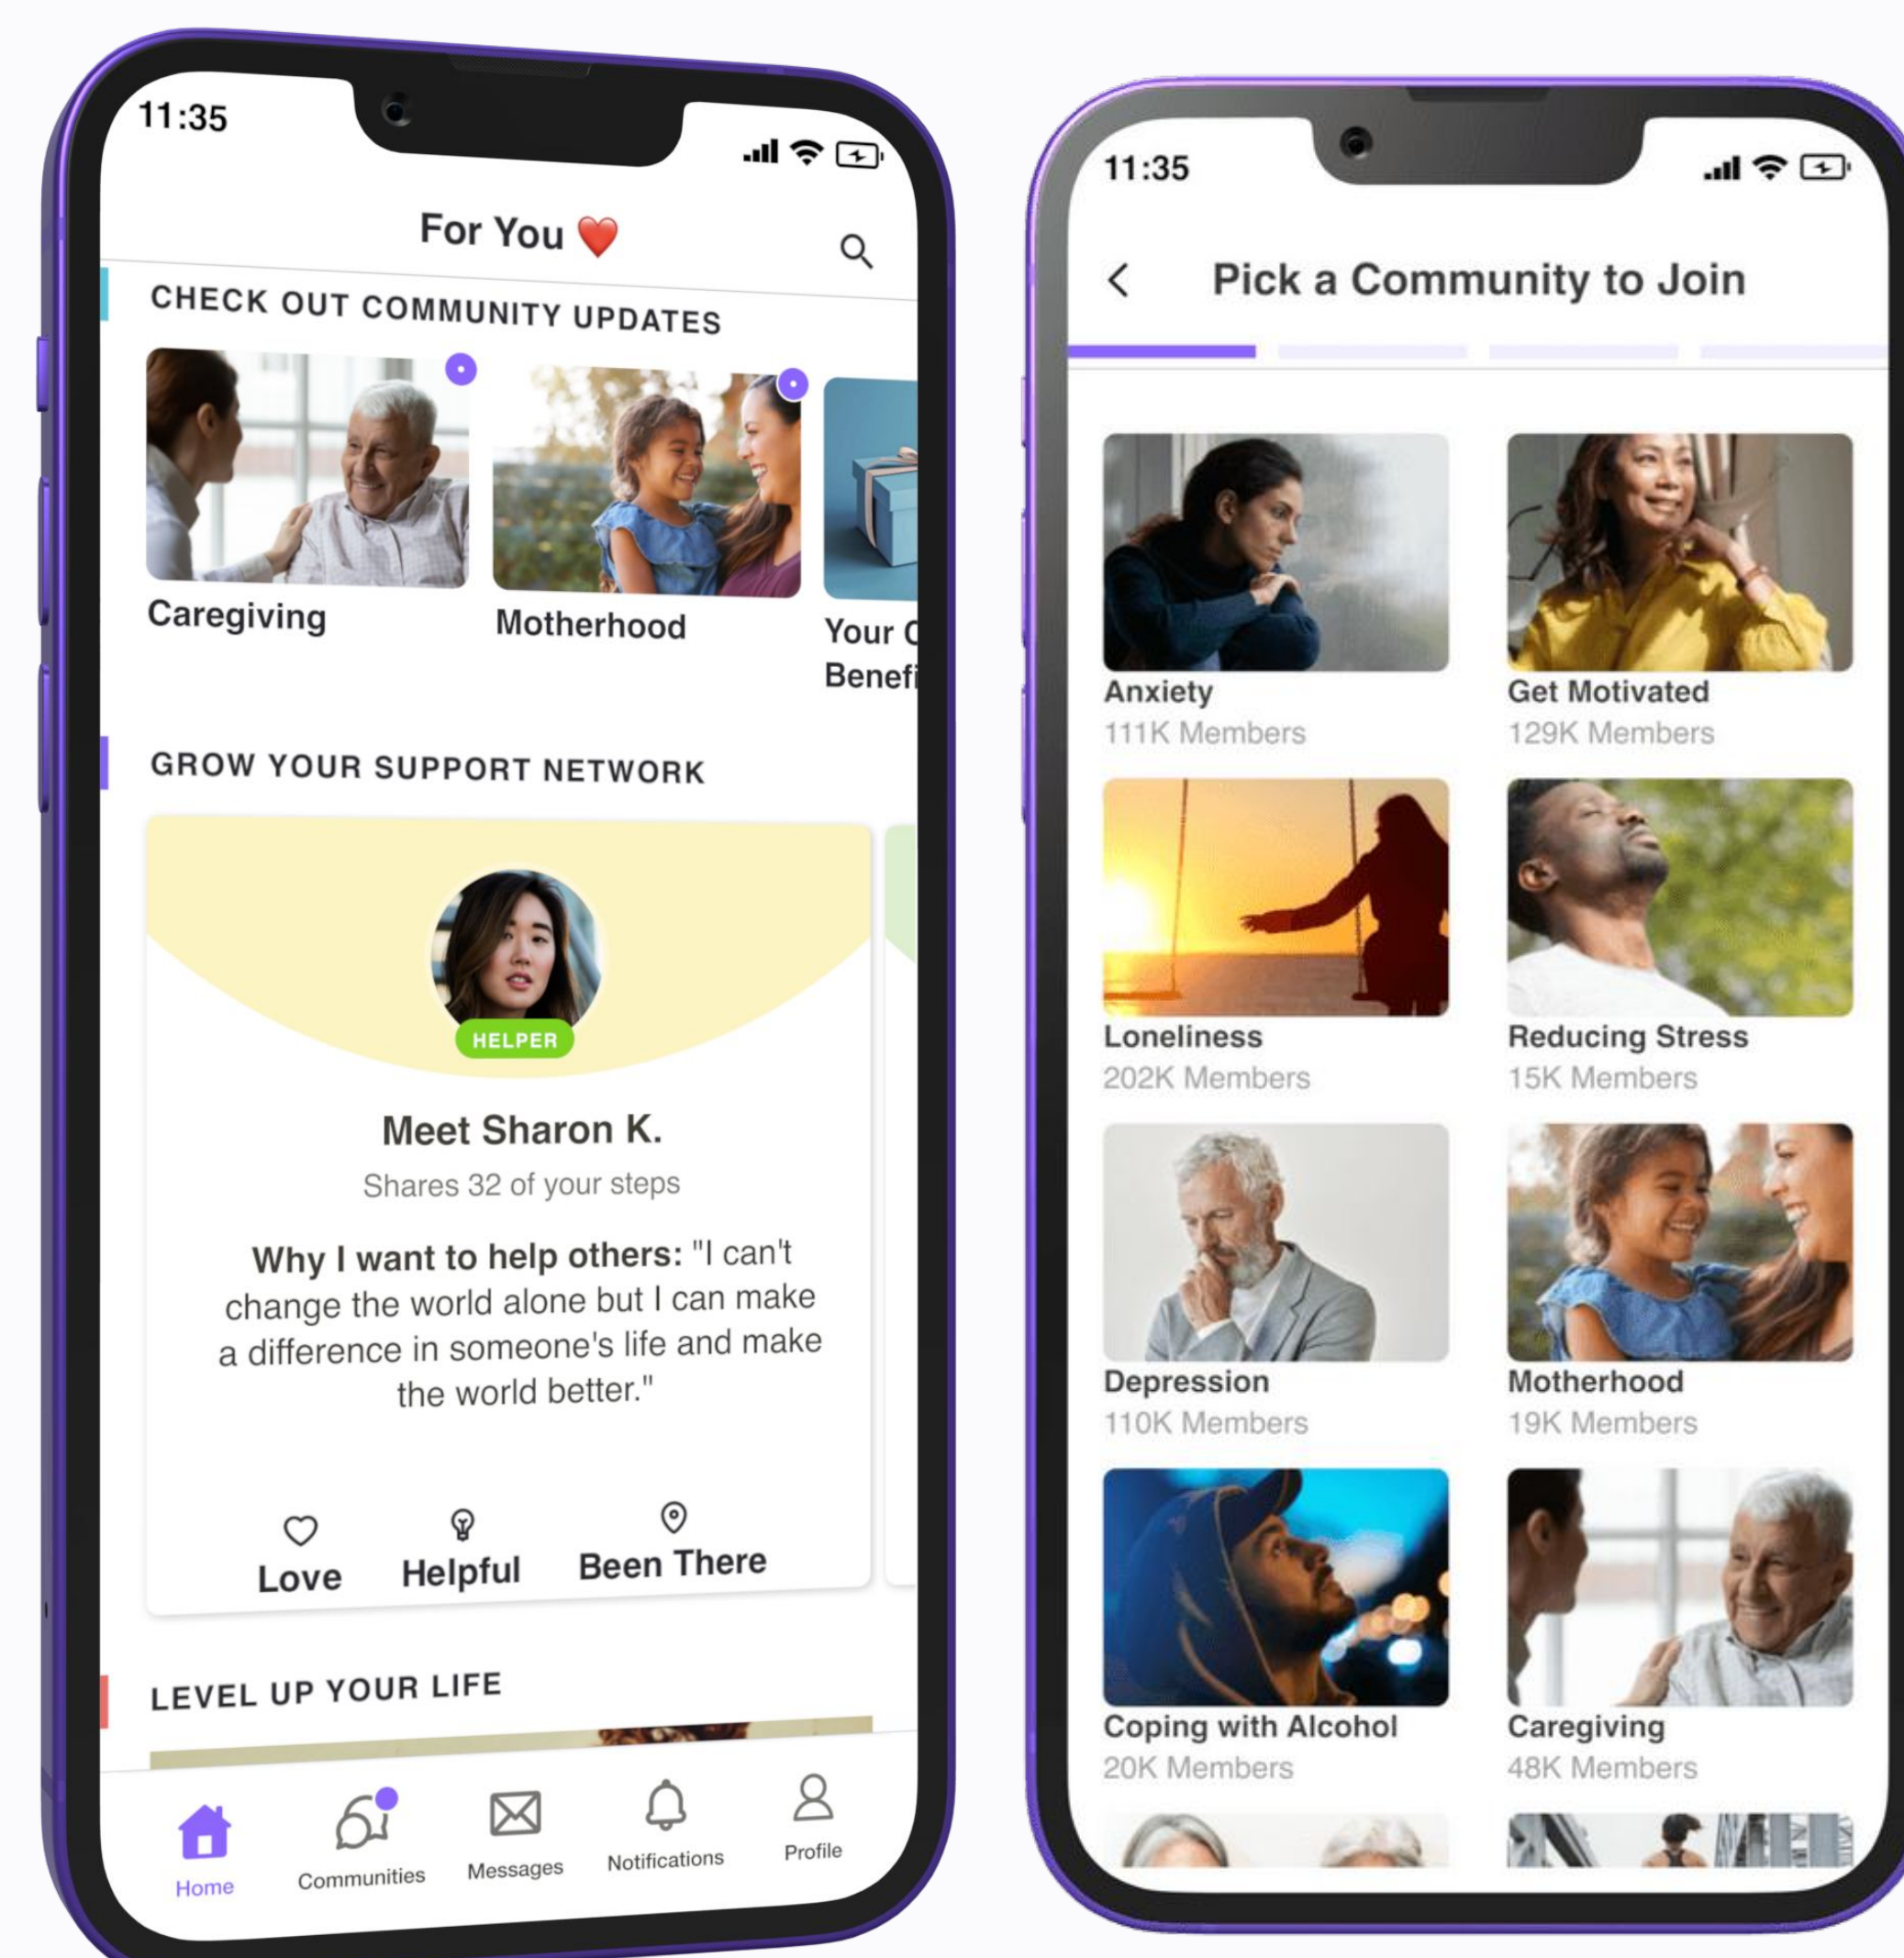 11:35
For You ❤️
CHECK OUT COMMUNITY UPDATES
Caregiving
Motherhood
Your
GROW YOUR SUPPORT NETWORK
HELPER
Meet Sharon K.
Shares 32 of your steps
Why I want to help others: "I can't
change the world alone but I can make
a difference in someone's life and make
the world better."
Love
Helpful
Been There
LEVEL UP YOUR LIFE
Home
Communities
Messages
Notifications
Profile
11:35
Pick a Community to Join
Anxiety
111K Members
Get Motivated
129K Members
Loneliness
202K Members
Reducing Stress
15K Members
Depression
110K Members
Motherhood
19K Members
Coping with Alcohol
20K Members
Caregiving
48K Members